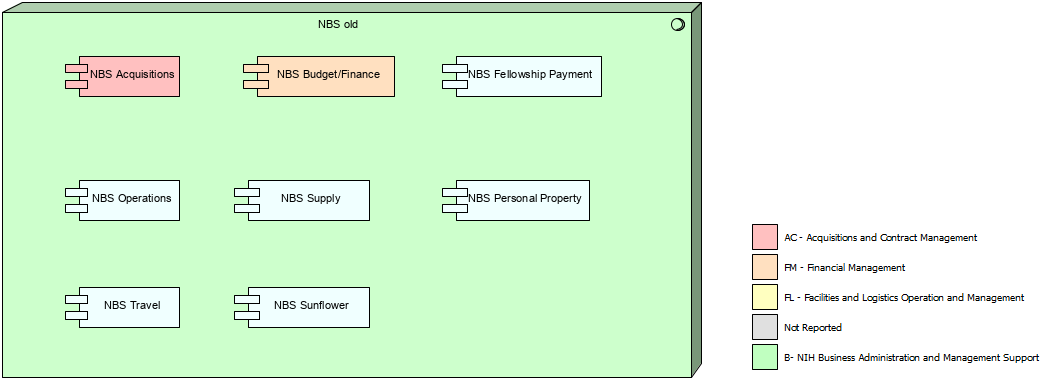 NBS old
NBS Acquisitions
NBS Budget/Finance
NBS Fellowship Payment
NBS Operations
NBS Supply
NBS Personal Property
NBS Travel
NBS Sunflower
AC - Acquisitions and Contract Management
FM - Financial Management
FL - Facilities and Logistics Operation and Management
Not Reported
B- NIH Business Administration and Management Support